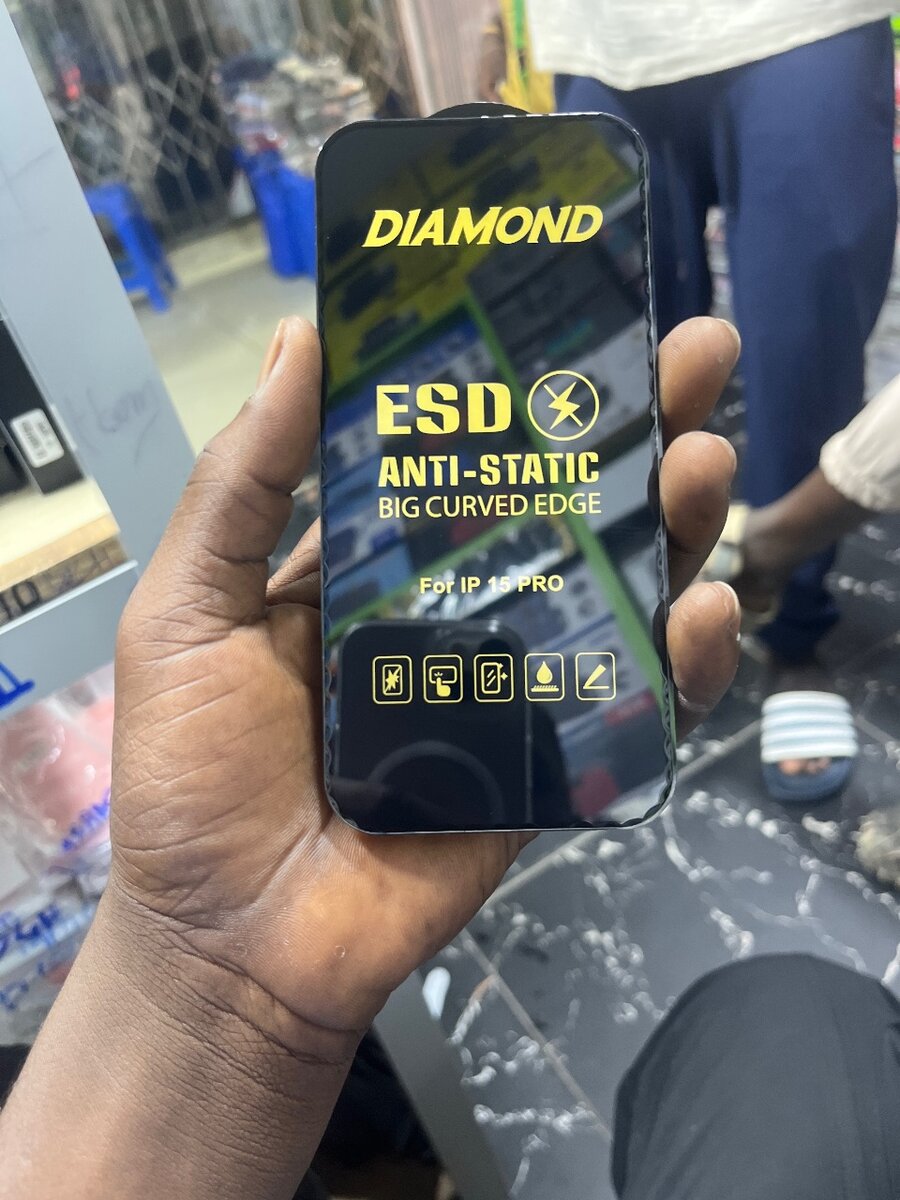 DIAMOND
ESD
ANTI-STATIC
BIG CURVED EDGE
For IP 15 PRO